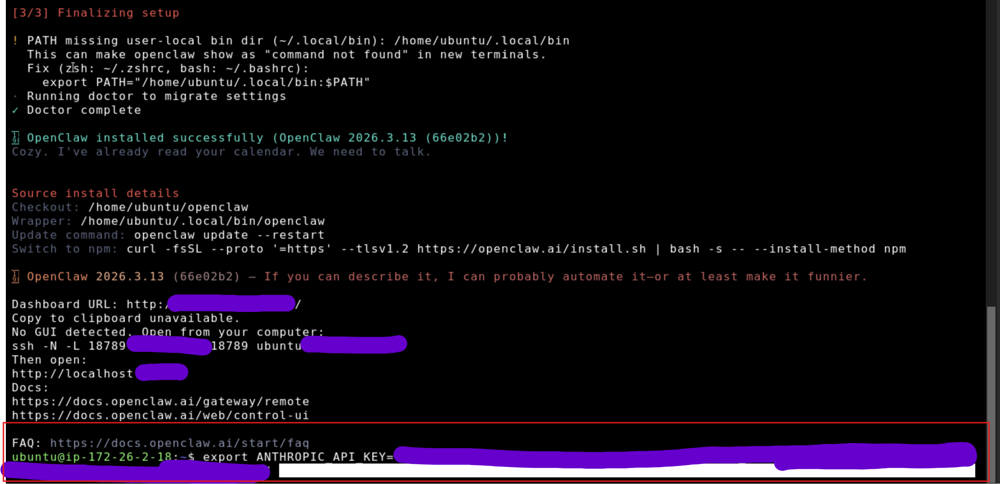 [3/3] Finalizing setup
! PATH missing user-local bin dir (~/.local/bin): /home/ubuntu/.local/bin
This can make openclaw show as "command not found" in new terminals.
Fix (zsh: ~/.zshrc, bash: ~/.bashrc):
export PATH="/home/ubuntu/.local/bin:$PATH"
· Running doctor to migrate settings
✓ Doctor complete
OpenClaw installed successfully (OpenClaw 2026.3.13 (66e02b2))!
Cozy. I've already read your calendar. We need to talk.
Source install details
Checkout: /home/ubuntu/openclaw
Wrapper: /home/ubuntu/.local/bin/openclaw
Update command: openclaw update --restart
Switch to npm: curl -fsSL --proto '=https' --tlsv1.2 https://openclaw.ai/install.sh | bash -s -- --install-method npm
OpenClaw 2026.3.13 (66e02b2) — If you can describe it, I can probably automate it—or at least make it funnier.
Dashboard URL: http:/ /
Copy to clipboard unavailable.
No GUI detected. Open from your computer:
ssh -N -L 18789 18789 ubuntu
Then open:
http://localhost
Docs:
https://docs.openclaw.ai/gateway/remote
https://docs.openclaw.ai/web/control-ui
FAQ: https://docs.openclaw.ai/start/faq
ubuntu@ip-172-26-2-18:~$ export ANTHROPIC_API_KEY=